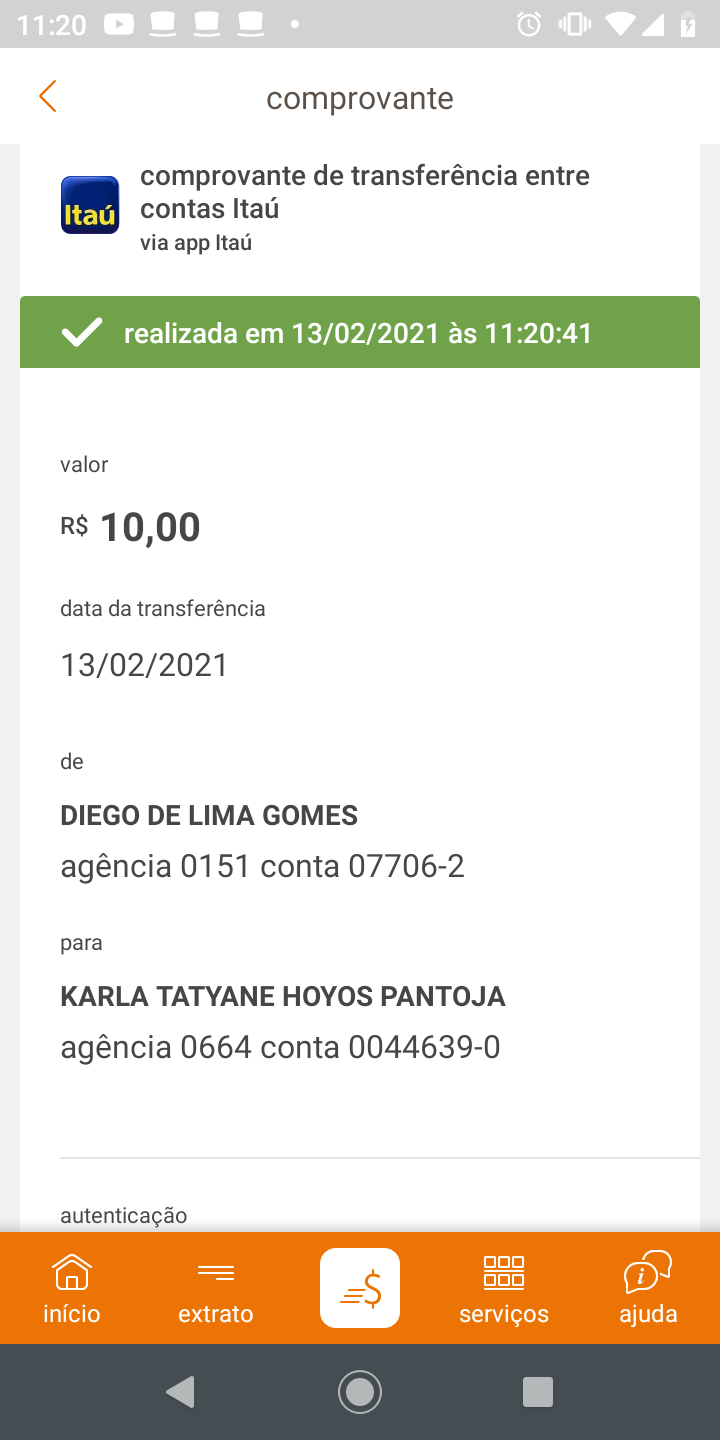 11:20
comprovante
Itaú
comprovante de transferência entre
contas Itaú
via app Itaú
realizada em 13/02/2021 às 11:20:41
valor
R$ 10,00
data da transferência
13/02/2021
de
DIEGO DE LIMA GOMES
agência 0151 conta 07706-2
para
KARLA TATYANE HOYOS PANTOJA
agência 0664 conta 0044639-0
autenticação
início extrato serviços ajuda